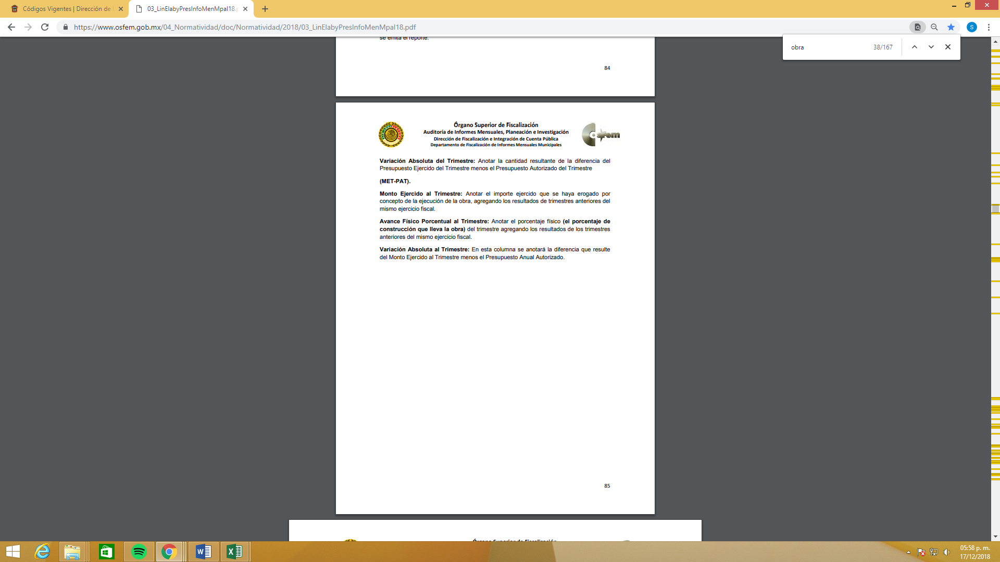 Códigos Vigentes | Dirección de
03_LinElabyPresInfoMenMpal18.p
https://www.osfem.gob.mx/04_Normatividad/doc/Normatividad/2018/03_LinElabyPresInfoMenMpal18.pdf
S
obra
38/167
se emita el reporte.
84
Órgano Superior de Fiscalización
Auditoría de Informes Mensuales, Planeación e Investigación
Dirección de Fiscalización e Integración de Cuenta Pública
Departamento de Fiscalización de Informes Mensuales Municipales
osfem
Variación Absoluta del Trimestre: Anotar la cantidad resultante de la diferencia del
Presupuesto Ejercido del Trimestre menos el Presupuesto Autorizado del Trimestre
(MET-PAT).
Monto Ejercido al Trimestre: Anotar el importe ejercido que se haya erogado por
concepto de la ejecución de la obra, agregando los resultados de trimestres anteriores del
mismo ejercicio fiscal.
Avance Físico Porcentual al Trimestre: Anotar el porcentaje físico (el porcentaje de
construcción que lleva la obra) del trimestre agregando los resultados de los trimestres
anteriores del mismo ejercicio fiscal.
Variación Absoluta al Trimestre: En esta columna se anotará la diferencia que resulte
del Monto Ejercido al Trimestre menos el Presupuesto Anual Autorizado.
85
Órgano Superior de Fiscalización
05:58 p. m.
17/12/2018